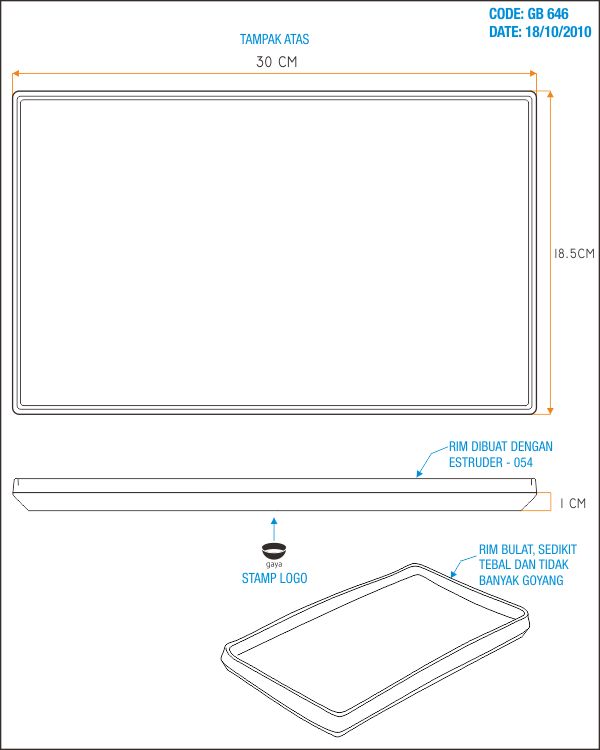 CODE: GB 646
DATE: 18/10/2010
TAMPAK ATAS
30 CM
18.5CM
RIM DIBUAT DENGAN
ESTRUDER - 054
1 CM
gaya
STAMP LOGO
RIM BULAT, SEDIKIT
TEBAL DAN TIDAK
BANYAK GOYANG